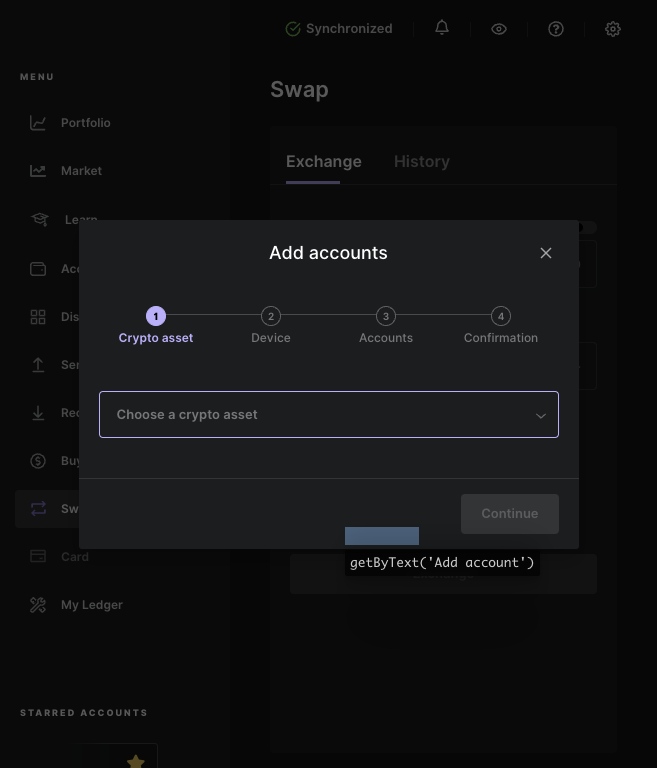 Synchronized
MENU
Swap
Portfolio
Exchange
History
Market
Learn
Add accounts
Acc
Dis
1
2
3
4
Crypto asset
Device
Accounts
Confirmation
Sen
Rec
Choose a crypto asset
Buy
Sw
Continue
Card
getByText('Add account')
My Ledger
STARRED ACCOUNTS